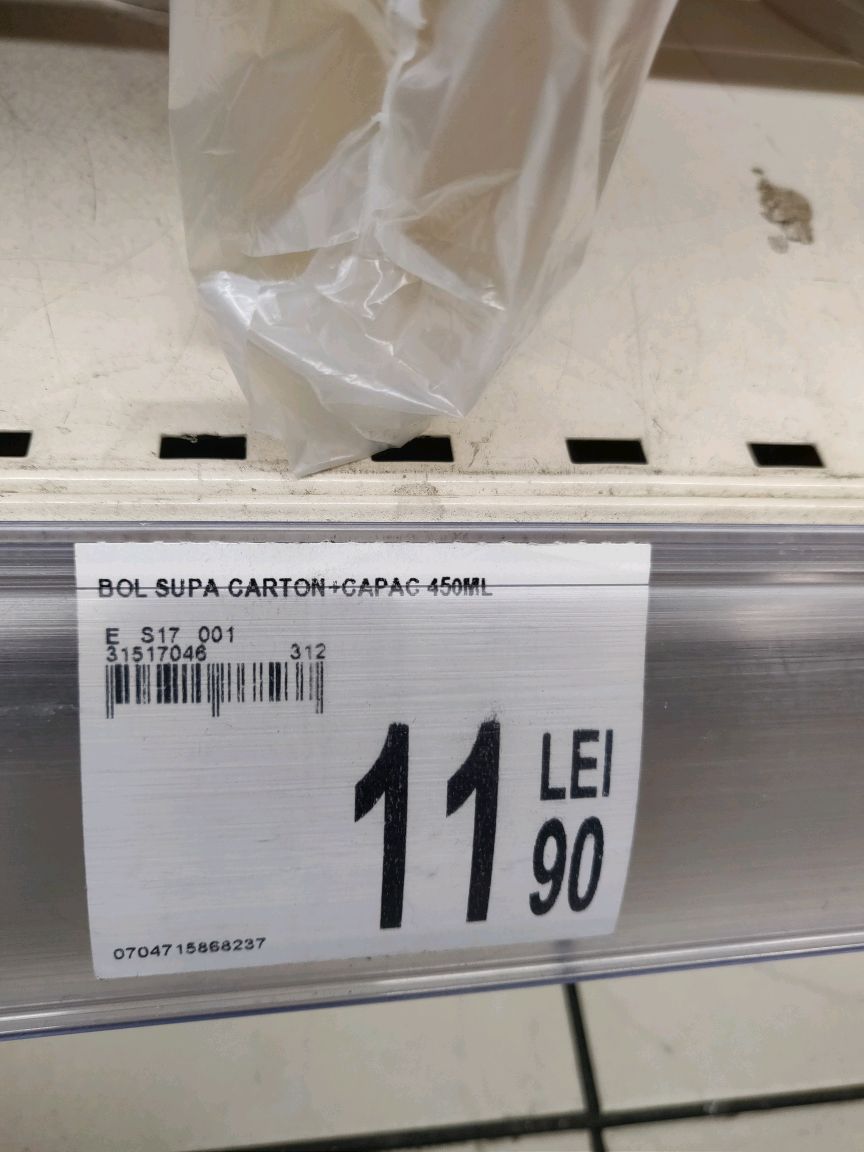 BOL SUPA CARTON+CAPAC 450ML
E S17 001
31517046 312
11 LEI
90
0704715868237